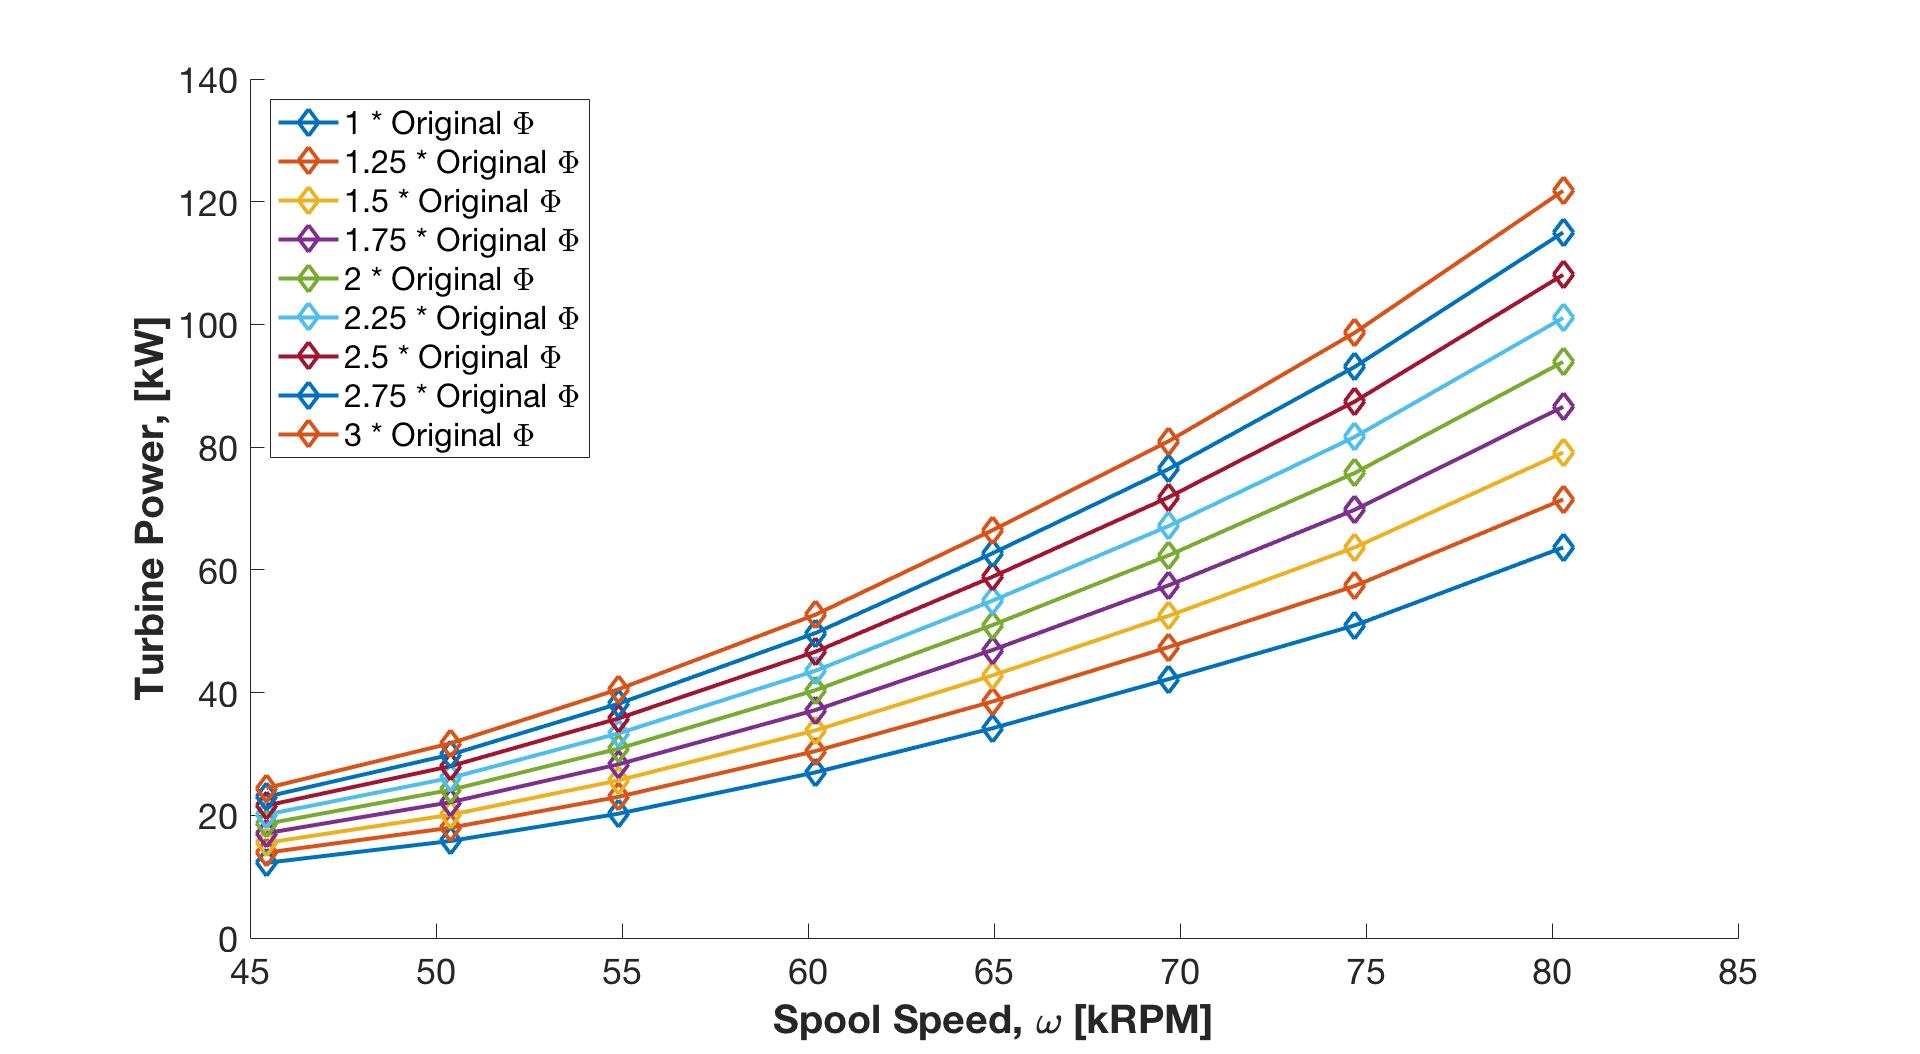 140
120
100
80
60
40
20
0
Turbine Power, [kW]
1 * Original Φ
1.25 * Original Φ
1.5 * Original Φ
1.75 * Original Φ
2 * Original Φ
2.25 * Original Φ
2.5 * Original Φ
2.75 * Original Φ
3 * Original Φ
45 50 55 60 65 70 75 80 85
Spool Speed, ω [kRPM]